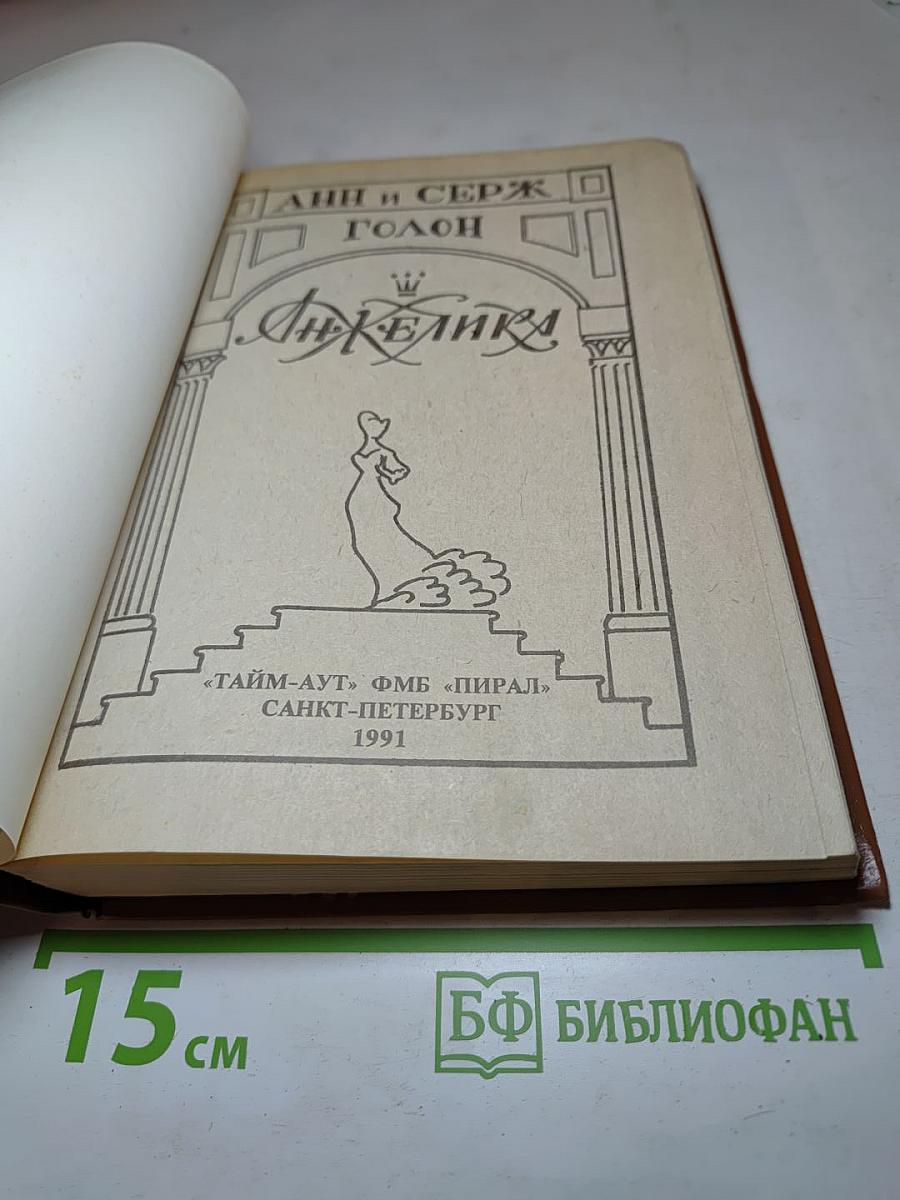 АНН и СЕРЖ
ГОЛОН
Анжелика
«ТАЙМ-АУТ» ФМБ «ПИРАЛ»
САНКТ-ПЕТЕРБУРГ
1991
15 см
БФ БИБЛИОФАН